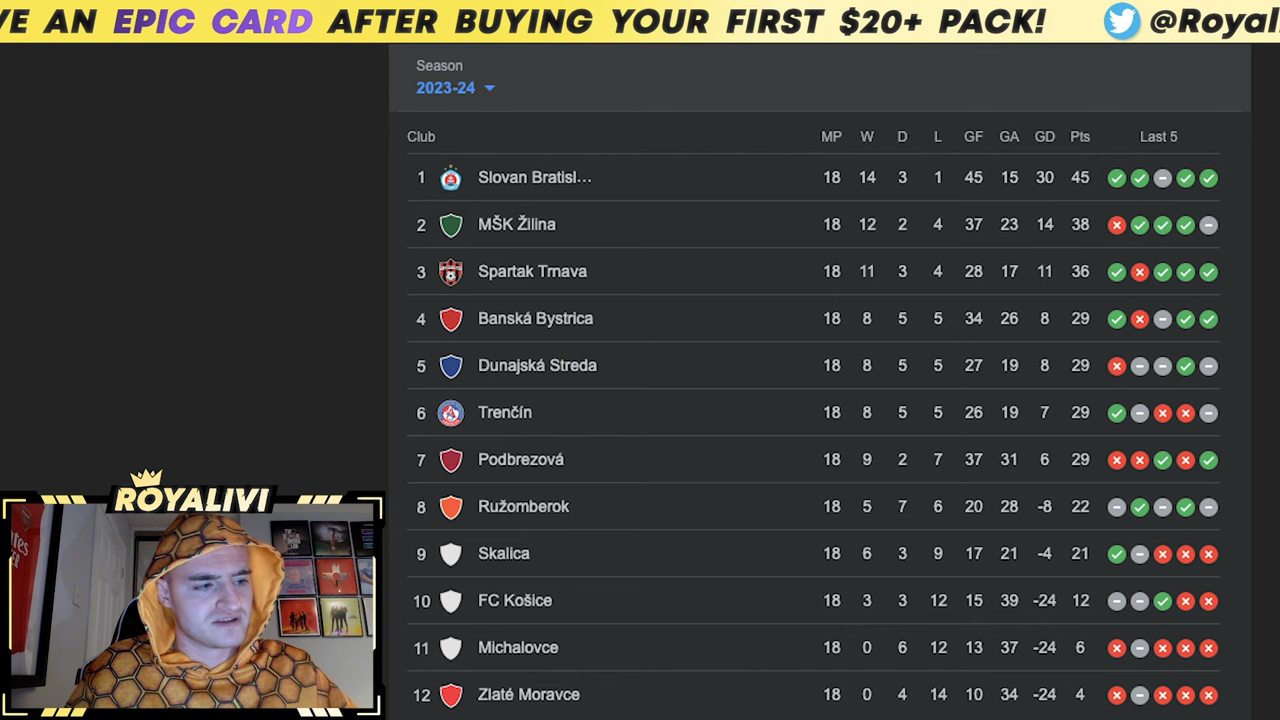 VE AN EPIC CARD AFTER BUYING YOUR FIRST $20+ PACK! @Royal
Season
2023-24
Club MP W D L GF GA GD Pts Last 5
1 Slovan Bratisl... 18 14 3 1 45 15 30 45
2 MŠK Žilina 18 12 2 4 37 23 14 38
3 Spartak Trnava 18 11 3 4 28 17 11 36
4 Banská Bystrica 18 8 5 5 34 26 8 29
5 Dunajská Streda 18 8 5 5 27 19 8 29
6 Trenčín 18 8 5 5 26 19 7 29
7 Podbrezová 18 9 2 7 37 31 6 29
8 Ružomberok 18 5 7 6 20 28 -8 22
9 Skalica 18 6 3 9 17 21 -4 21
10 FC Košice 18 3 3 12 15 39 -24 12
11 Michalovce 18 0 6 12 13 37 -24 6
12 Zlaté Moravce 18 0 4 14 10 34 -24 4
ROYALIVI